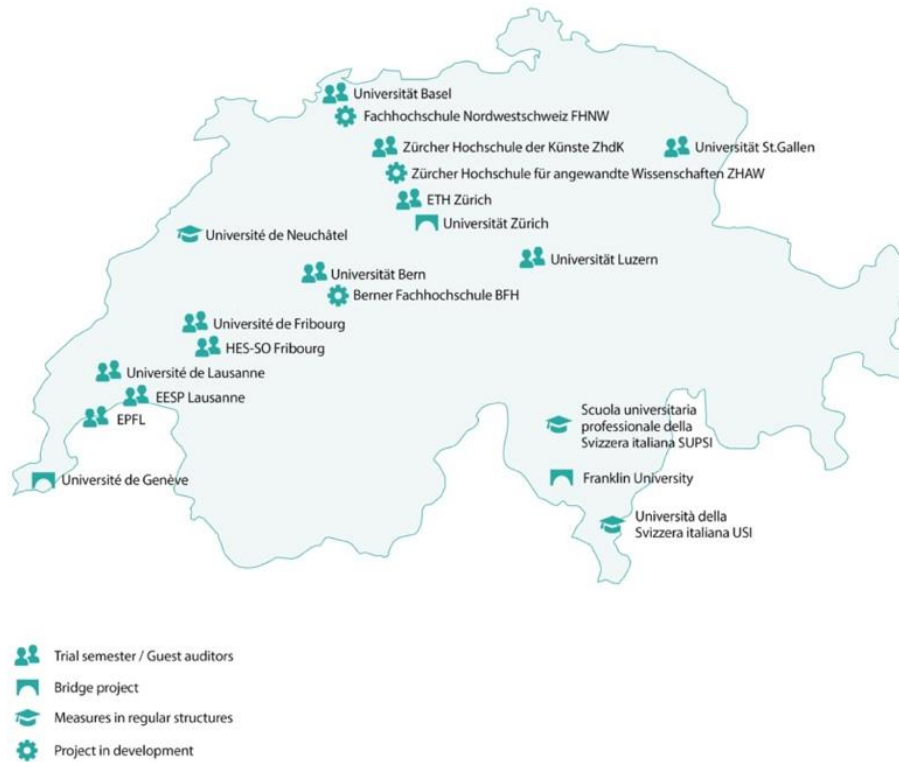 Universität Basel
Fachhochschule Nordwestschweiz FHNW
Zürcher Hochschule der Künste ZhdK
Universität St.Gallen
Zürcher Hochschule für angewandte Wissenschaften ZHAW
ETH Zürich
Universität Zürich
Université de Neuchâtel
Universität Luzern
Universität Bern
Berner Fachhochschule BFH
Université de Fribourg
HES-SO Fribourg
Université de Lausanne
EESP Lausanne
EPFL
Scuola universitaria
professionale della
Svizzera italiana SUPSI
Université de Genève
Franklin University
Università della
Svizzera italiana USI
Trial semester / Guest auditors
Bridge project
Measures in regular structures
Project in development